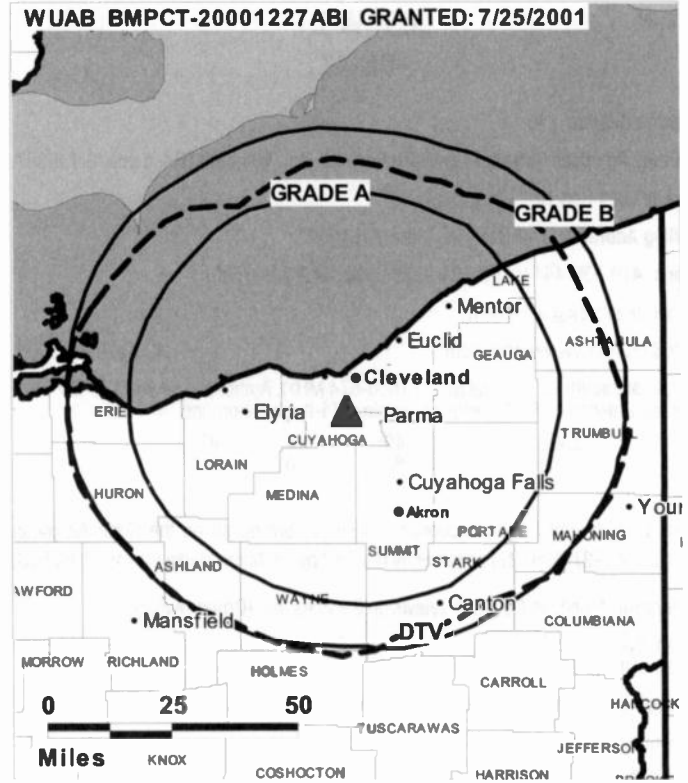 WUAB BMPCT-20001227ABI GRANTED: 7/25/2001
GRADE A
GRADE B
LAKE
Mentor
Euclid
GEAUGA
ASHTABULA
Cleveland
ERIE
Elyria
Parma
CUYAHOGA
TRUMBULL
LORAIN
MEDINA
Cuyahoga Falls
HURON
Akron
Your
PORTAGE
MAHONING
SUMMIT
STARK
ASHLAND
AWFORD
WAYNE
Canton
Mansfield
COLUMBIANA
DTV
MORROW
RICHLAND
HOLMES
CARROLL
0 25 50
HANCOCK
TUSCARAWAS
Miles
KNOX
JEFFERSON
COSHOCTON
HARRISON